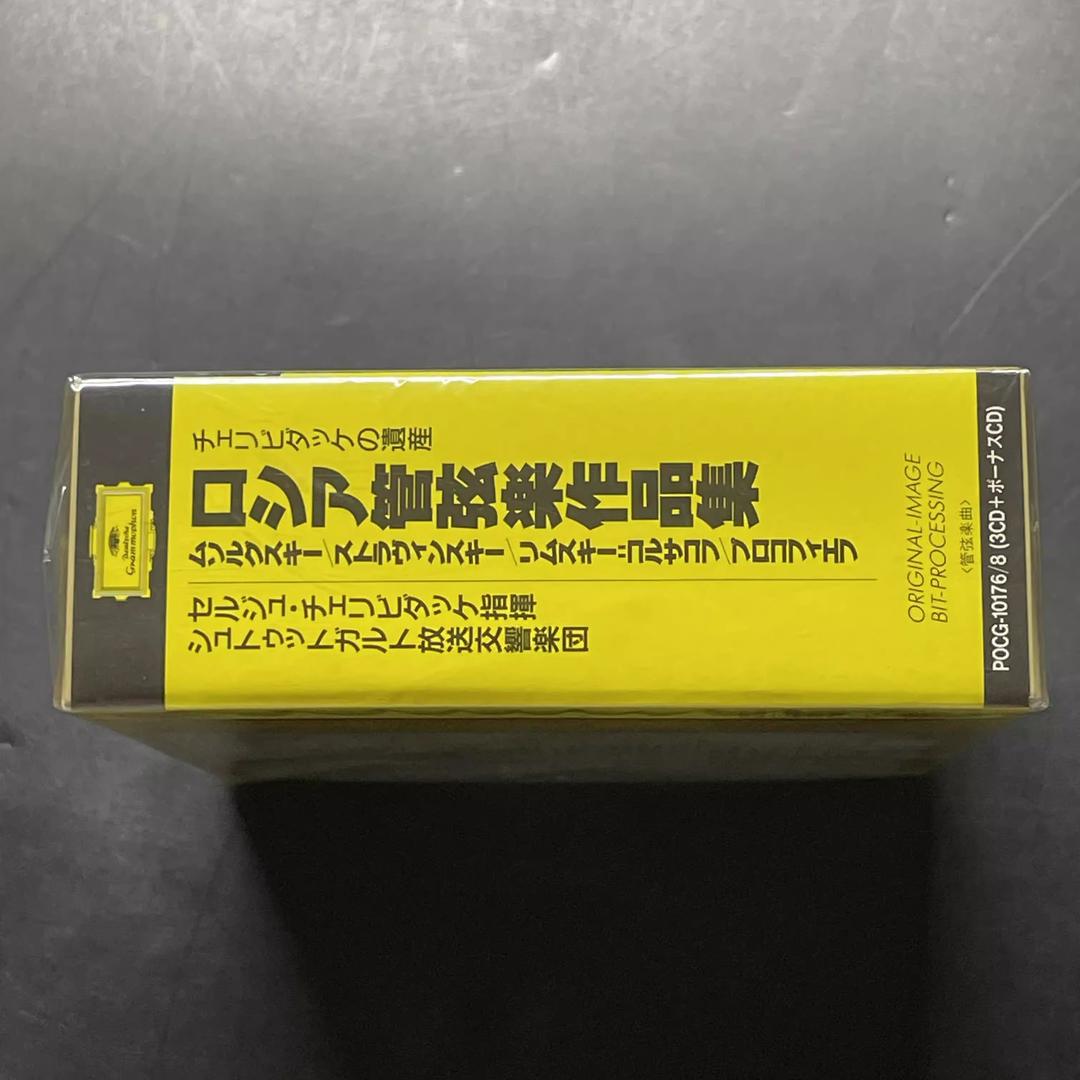 Deutsche
Grammophon
チェリビダッケの遺産
ロシア管弦楽作品集
ムソルグスキー/ストラヴィンスキー/リムスキー=コルサコフ/プロコフィエフ
セルジュ・チェリビダッケ指揮
シュトゥットガルト放送交響楽団
ORIGINAL-IMAGE
BIT-PROCESSING
〈管弦楽曲〉
POCG-10176/8 (3CD+ボーナスCD)